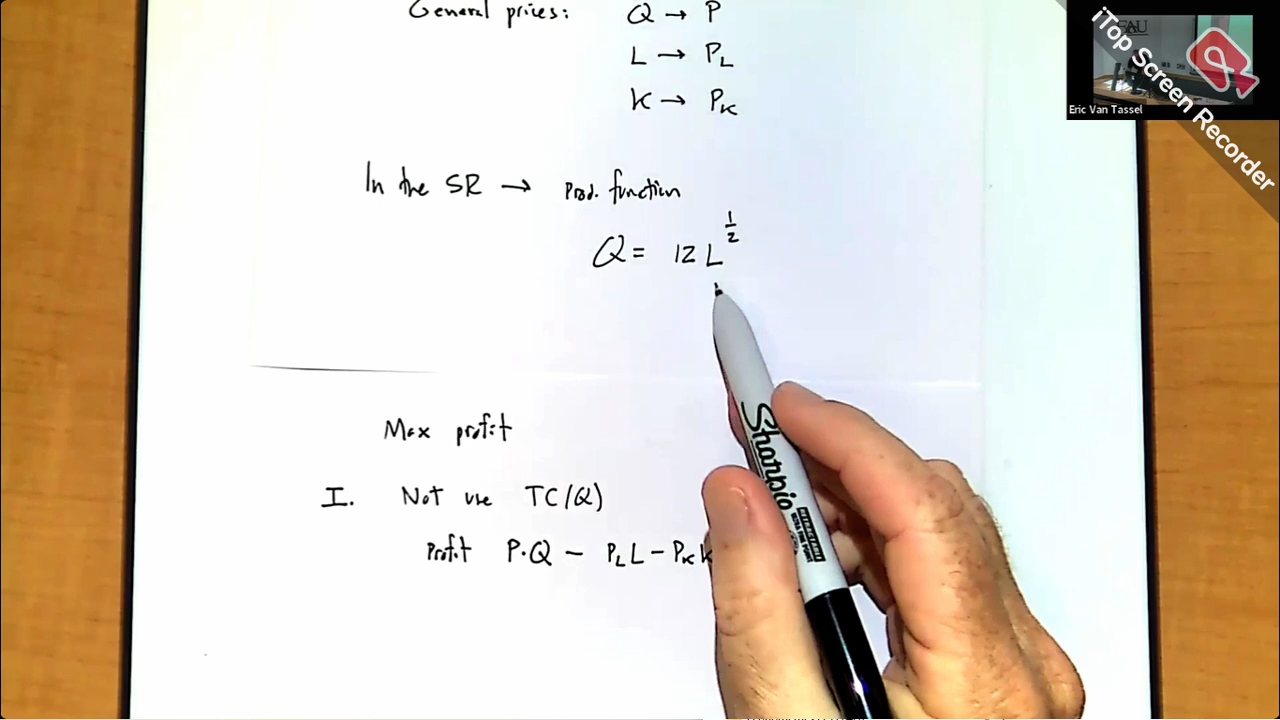 General prices: Q → P
L → P_L
K → P_K
In the SR → Prod. function
Q = 12 L^{1/2}
Max profit
I. Not use TC(Q)
Profit P·Q − P_L L − P_K K
Sharpie
FAU
Eric Van Tassel
iTop Screen Recorder